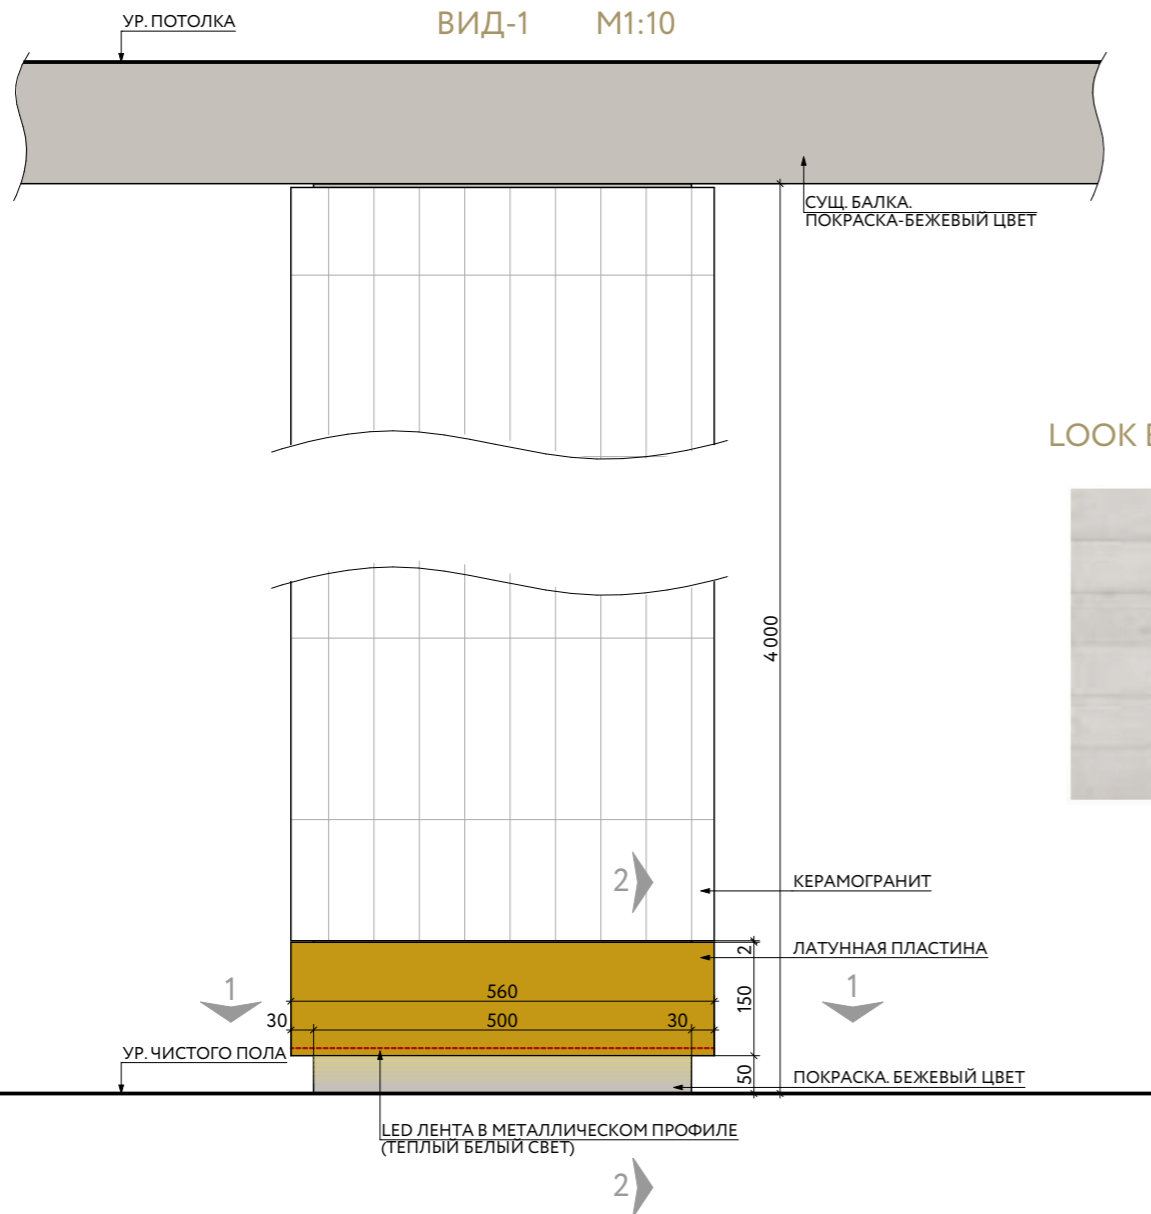 ВИД-1 М1:10
УР. ПОТОЛКА
СУЩ. БАЛКА.
ПОКРАСКА-БЕЖЕВЫЙ ЦВЕТ
LOOK
4 000
2
КЕРАМОГРАНИТ
2
ЛАТУННАЯ ПЛАСТИНА
1
560
150
1
30
500
30
УР. ЧИСТОГО ПОЛА
50
ПОКРАСКА. БЕЖЕВЫЙ ЦВЕТ
LED ЛЕНТА В МЕТАЛЛИЧЕСКОМ ПРОФИЛЕ
(ТЕПЛЫЙ БЕЛЫЙ СВЕТ)
2